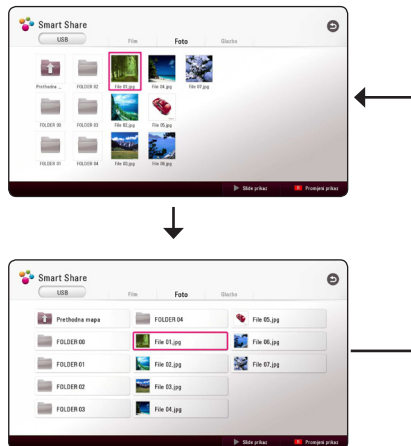 Smart Share
USB Film Foto Glazba
Prethodna ... FOLDER 02 File 01.jpg File 04.jpg File 07.jpg
FOLDER 00 FOLDER 03 File 02.jpg File 05.jpg
FOLDER 01 FOLDER 04 File 03.jpg File 06.jpg
Slide prikaz Promjeni prikaz
Smart Share
USB Film Foto Glazba
Prethodna mapa FOLDER 04 File 05.jpg
FOLDER 00 File 01.jpg File 06.jpg
FOLDER 01 File 02.jpg File 07.jpg
FOLDER 02 File 03.jpg
FOLDER 03 File 04.jpg
Slide prikaz Promjeni prikaz